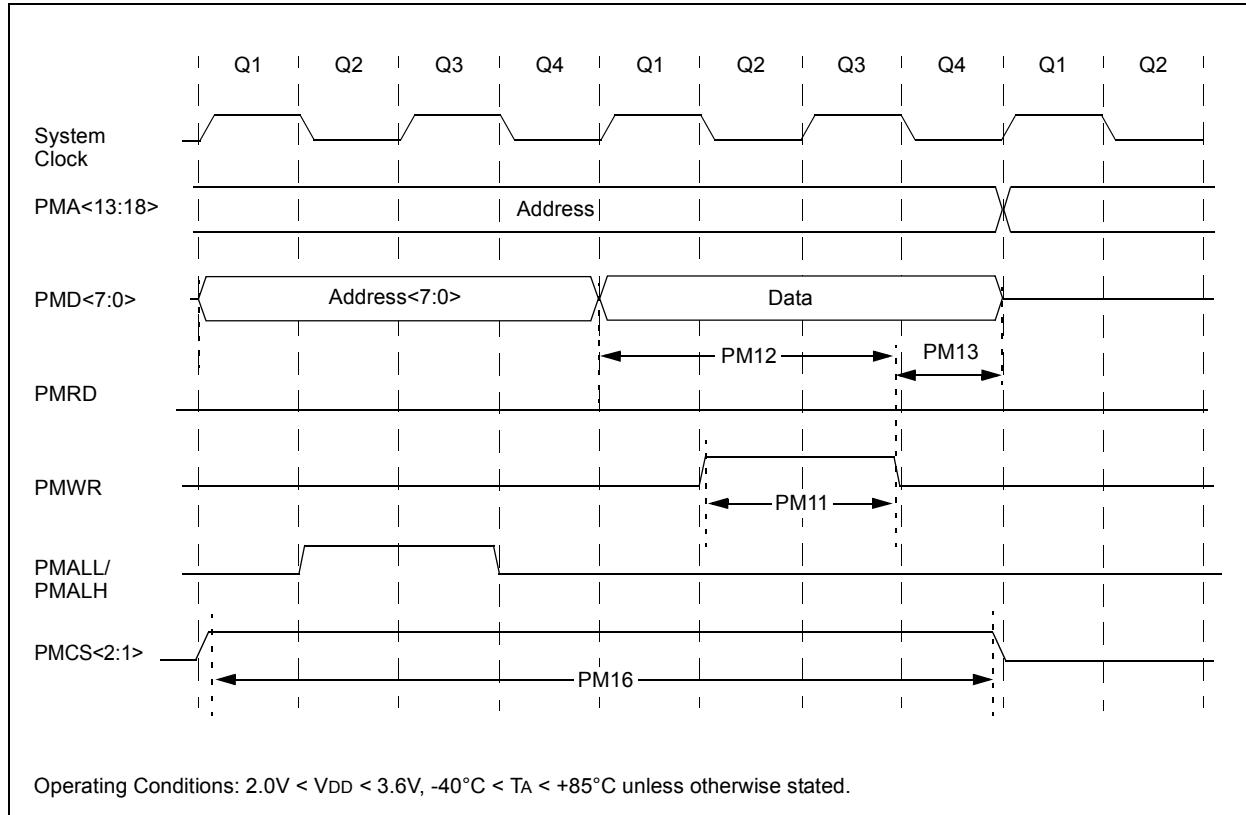 Q1 Q2 Q3 Q4 Q1 Q2 Q3 Q4 Q1 Q2
System
Clock
PMA<13:18>
Address
PMD<7:0>
Address<7:0>
Data
PM12
PM13
PMRD
PMWR
PM11
PMALL/
PMALH
PMCS<2:1>
PM16
Operating Conditions: 2.0V < VDD < 3.6V, -40°C < TA < +85°C unless otherwise stated.